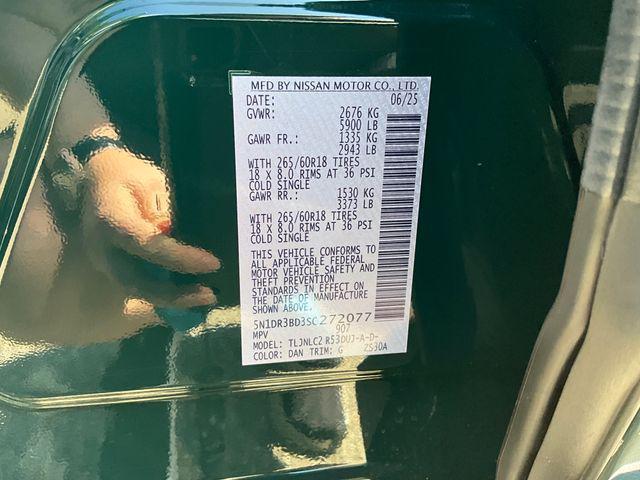 MFD BY NISSAN MOTOR CO., LTD.
DATE: 06/25
GVWR: 2676 KG
5900 LB
GAWR FR.: 1335 KG
2943 LB
WITH 265/60R18 TIRES
18 X 8.0 RIMS AT 36 PSI
COLD SINGLE
GAWR RR.: 1530 KG
3373 LB
WITH 265/60R18 TIRES
18 X 8.0 RIMS AT 36 PSI
COLD SINGLE
THIS VEHICLE CONFORMS TO
ALL APPLICABLE FEDERAL
MOTOR VEHICLE SAFETY AND
THEFT PREVENTION
STANDARDS IN EFFECT ON
THE DATE OF MANUFACTURE
SHOWN ABOVE.
5N1DR3BD3SC272077
MPV 907
MODEL: TLJNLC2
COLOR: DAN TRIM: G